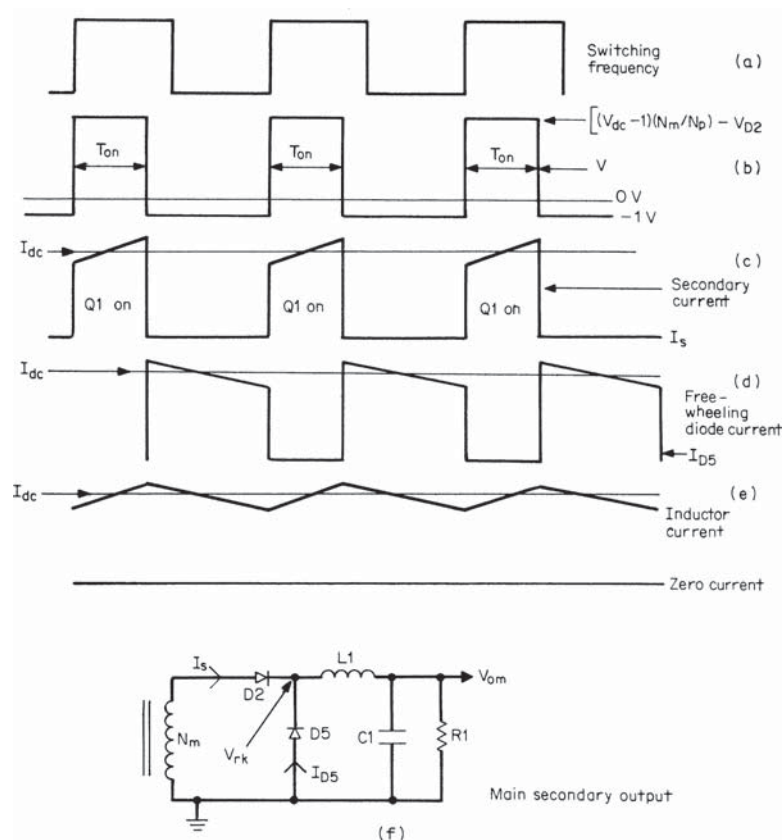 Switching
frequency
(a)
[(Vdc −1)(Nm/Np) − VD2
Ton
Ton
Ton
V
(b)
0 V
−1 V
Idc
(c)
Q1 on
Q1 on
Q1 on
Secondary
current
Is
Idc
(d)
Free-
wheeling
diode current
ID5
Idc
(e)
Inductor
current
Zero current
Is
D2
L1
Vom
Nm
Vrk
D5
ID5
C1
R1
Main secondary output
(f)